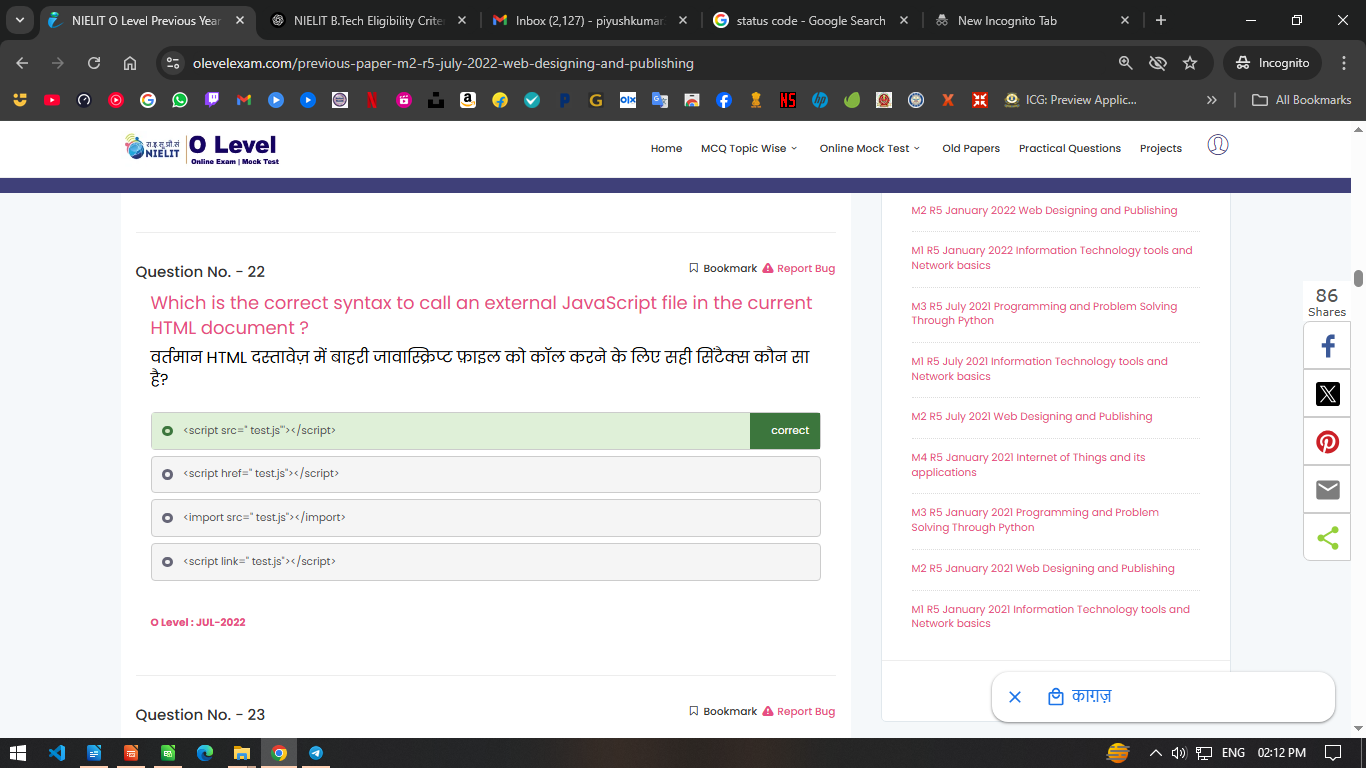 NIELIT O Level Previous Year
NIELIT B.Tech Eligibility Crite
Inbox (2,127) - piyushkumar
status code - Google Search
New Incognito Tab
olevelexam.com/previous-paper-m2-r5-july-2022-web-designing-and-publishing
Incognito
ICG: Preview Applic...
All Bookmarks
रा.इ.सू.प्रौ.सं
NIELIT
O Level
Online Exam | Mock Test
Home
MCQ Topic Wise
Online Mock Test
Old Papers
Practical Questions
Projects
Question No. - 22
Bookmark
Report Bug
Which is the correct syntax to call an external JavaScript file in the current
HTML document ?
वर्तमान HTML दस्तावेज़ में बाहरी जावास्क्रिप्ट फ़ाइल को कॉल करने के लिए सही सिंटैक्स कौन सा
है?
<script src=" test.js"'></script>
correct
<script href=" test.js"></script>
<import src=" test.js"></import>
<script link=" test.js"></script>
O Level : JUL-2022
Question No. - 23
Bookmark
Report Bug
M2 R5 January 2022 Web Designing and Publishing
M1 R5 January 2022 Information Technology tools and
Network basics
M3 R5 July 2021 Programming and Problem Solving
Through Python
M1 R5 July 2021 Information Technology tools and
Network basics
M2 R5 July 2021 Web Designing and Publishing
M4 R5 January 2021 Internet of Things and its
applications
M3 R5 January 2021 Programming and Problem
Solving Through Python
M2 R5 January 2021 Web Designing and Publishing
M1 R5 January 2021 Information Technology tools and
Network basics
86
Shares
काग़ज़
ENG
02:12 PM